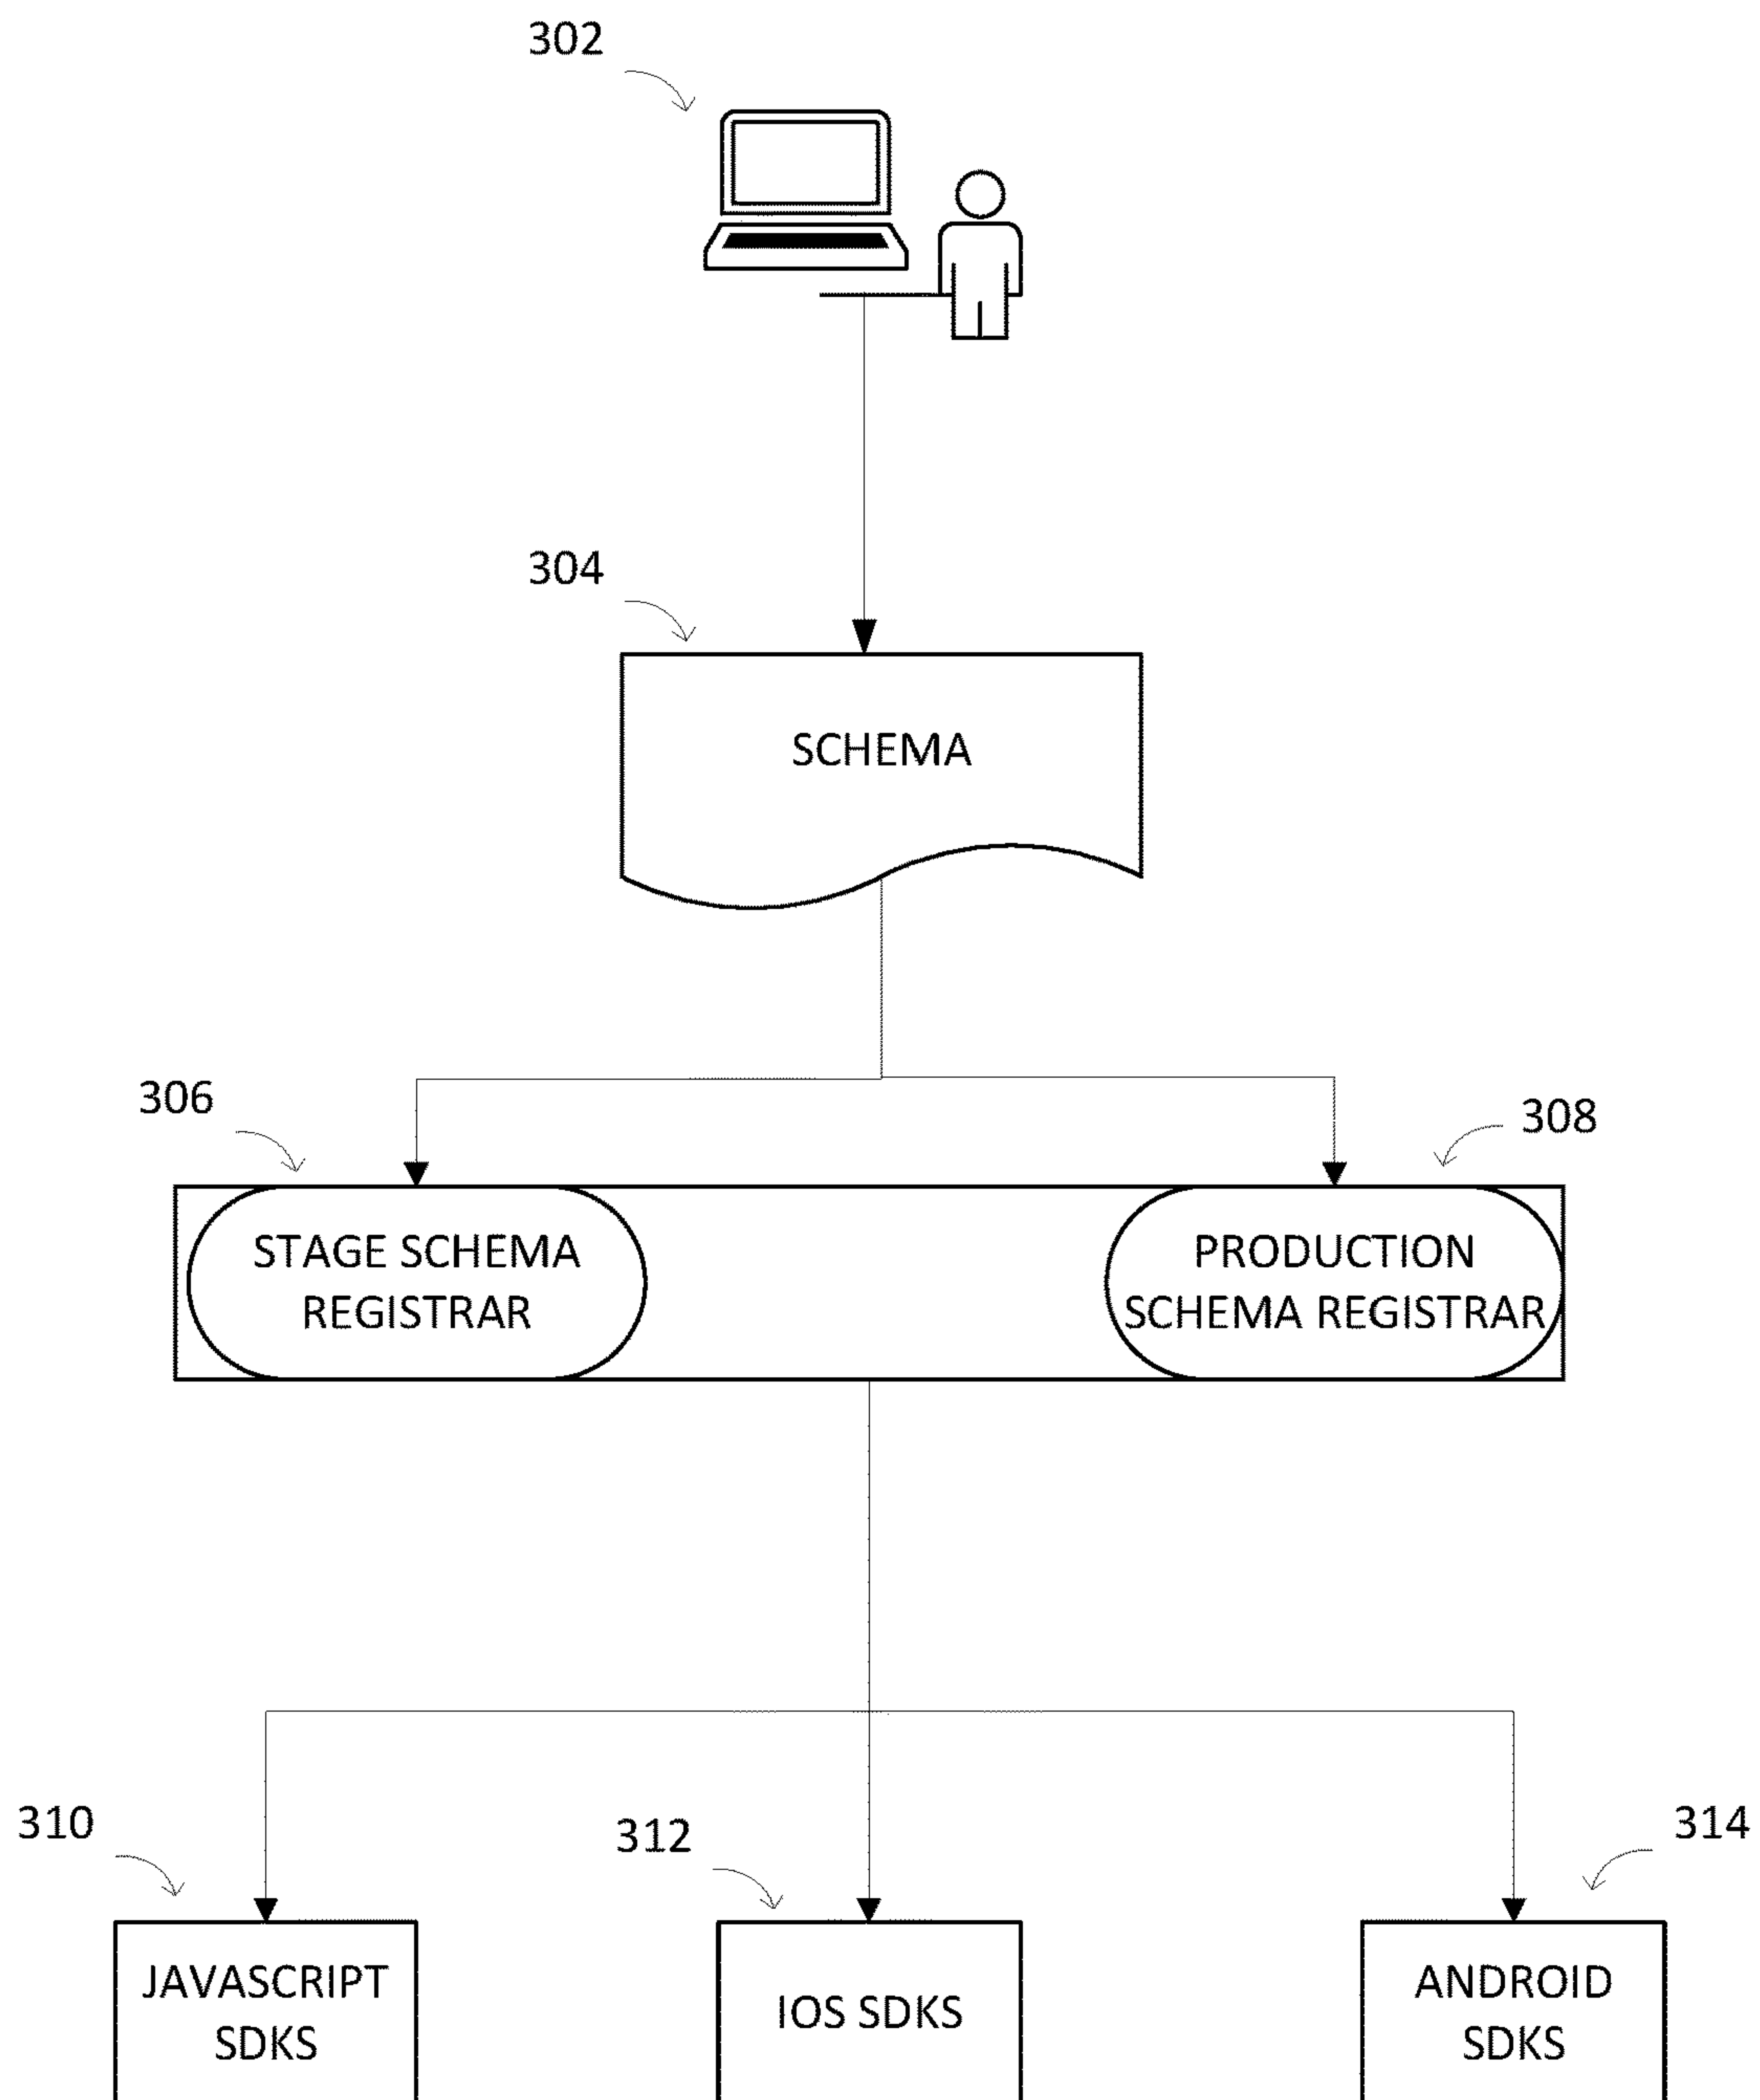 302
304
SCHEMA
306
308
STAGE SCHEMA
REGISTRAR
PRODUCTION
SCHEMA REGISTRAR
310
312
314
JAVASCRIPT
SDKS
IOS SDKS
ANDROID
SDKS